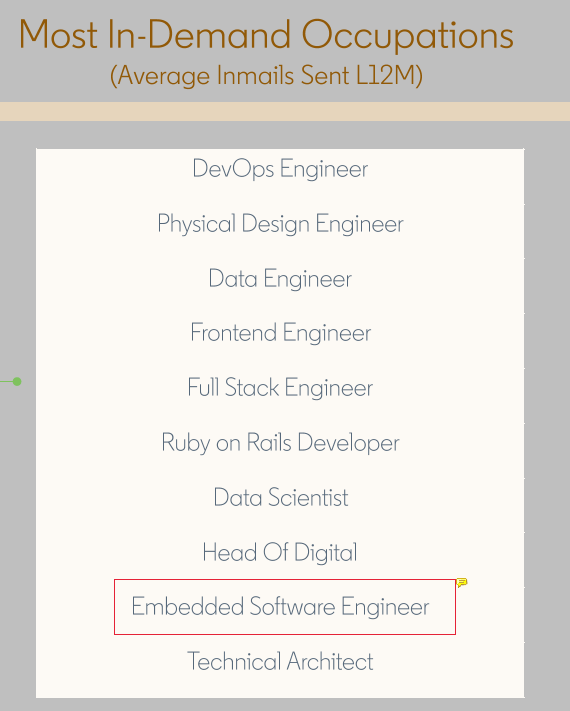 Most In-Demand Occupations
(Average Inmails Sent L12M)
DevOps Engineer
Physical Design Engineer
Data Engineer
Frontend Engineer
Full Stack Engineer
Ruby on Rails Developer
Data Scientist
Head Of Digital
Embedded Software Engineer
Technical Architect